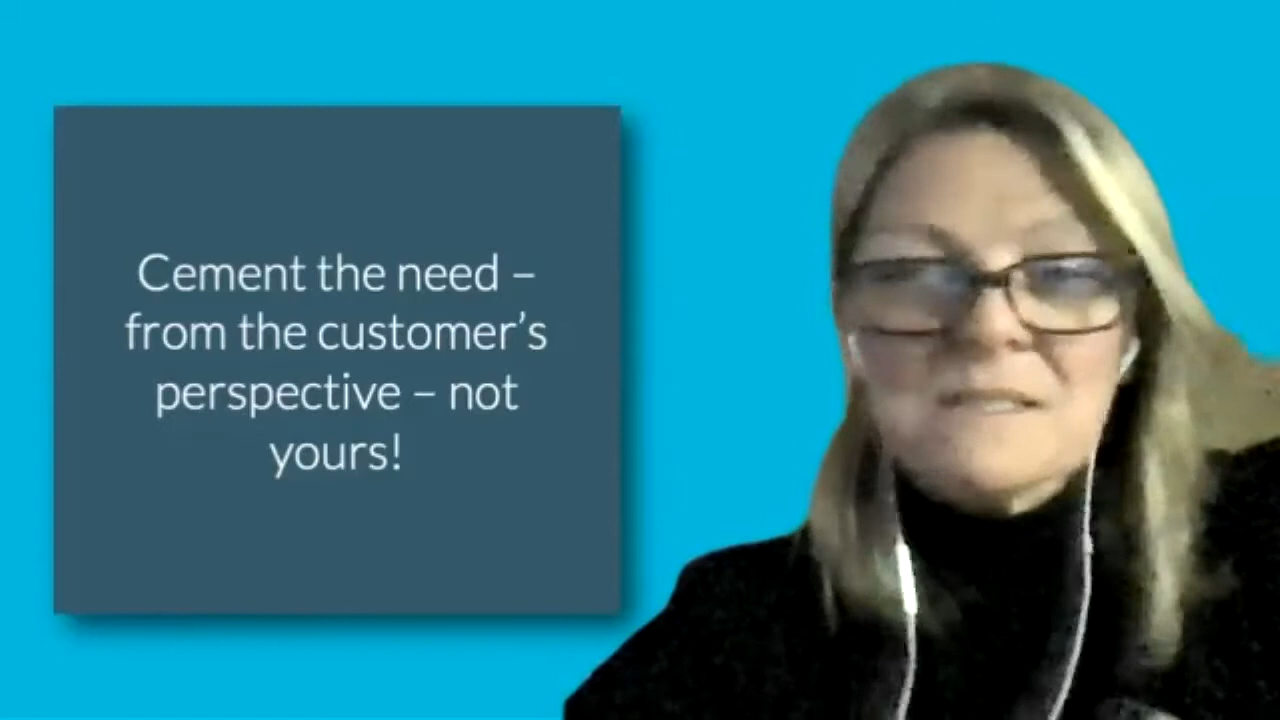 Cement the need –
from the customer’s
perspective – not
yours!